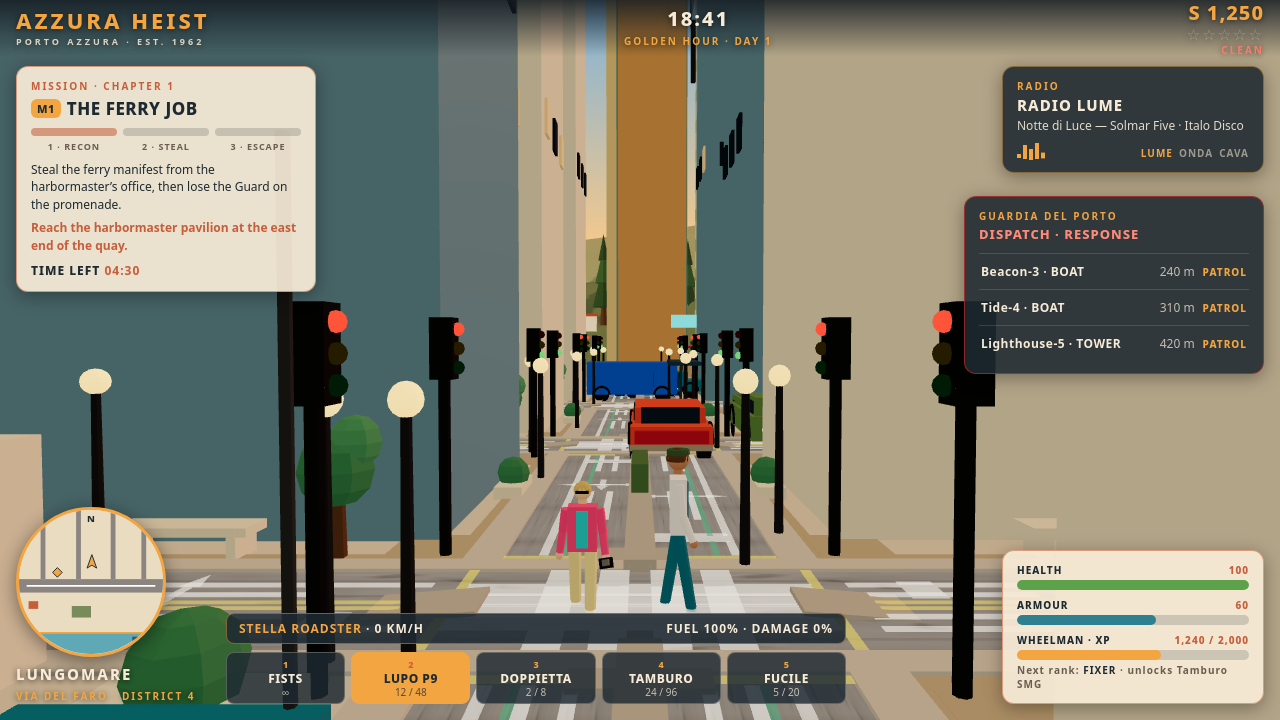 AZZURA HEIST
PORTO AZZURA · EST. 1962
18:41
GOLDEN HOUR · DAY 1
S 1,250
☆☆☆☆☆
CLEAN
MISSION · CHAPTER 1
M1 THE FERRY JOB
1 · RECON 2 · STEAL 3 · ESCAPE
Steal the ferry manifest from the
harbormaster's office, then lose the Guard on
the promenade.
Reach the harbormaster pavilion at the east
end of the quay.
TIME LEFT 04:30
RADIO
RADIO LUME
Notte di Luce — Solmar Five · Italo Disco
LUME ONDA CAVA
GUARDIA DEL PORTO
DISPATCH · RESPONSE
Beacon-3 · BOAT 240 m PATROL
Tide-4 · BOAT 310 m PATROL
Lighthouse-5 · TOWER 420 m PATROL
N
LUNGOMARE
VIA DEL FARO · DISTRICT 4
STELLA ROADSTER · 0 KM/H FUEL 100% · DAMAGE 0%
1 FISTS ∞
2 LUPO P9 12 / 48
3 DOPPIETTA 2 / 8
4 TAMBURO 24 / 96
5 FUCILE 5 / 20
HEALTH 100
ARMOUR 60
WHEELMAN · XP 1,240 / 2,000
Next rank: FIXER · unlocks Tamburo
SMG